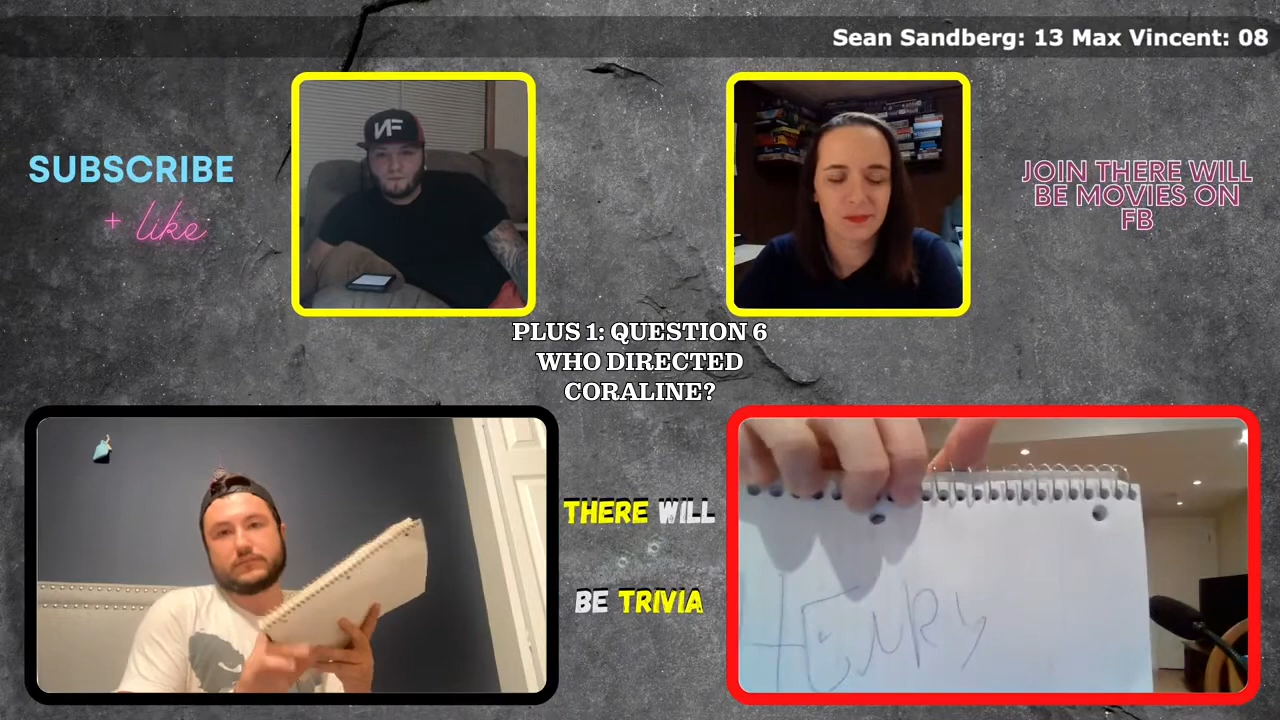 Sean Sandberg: 13 Max Vincent: 08
SUBSCRIBE
+ like
JOIN THERE WILL
BE MOVIES ON
FB
NF
PLUS 1: QUESTION 6
WHO DIRECTED
CORALINE?
THERE WILL
BE TRIVIA
HENRY